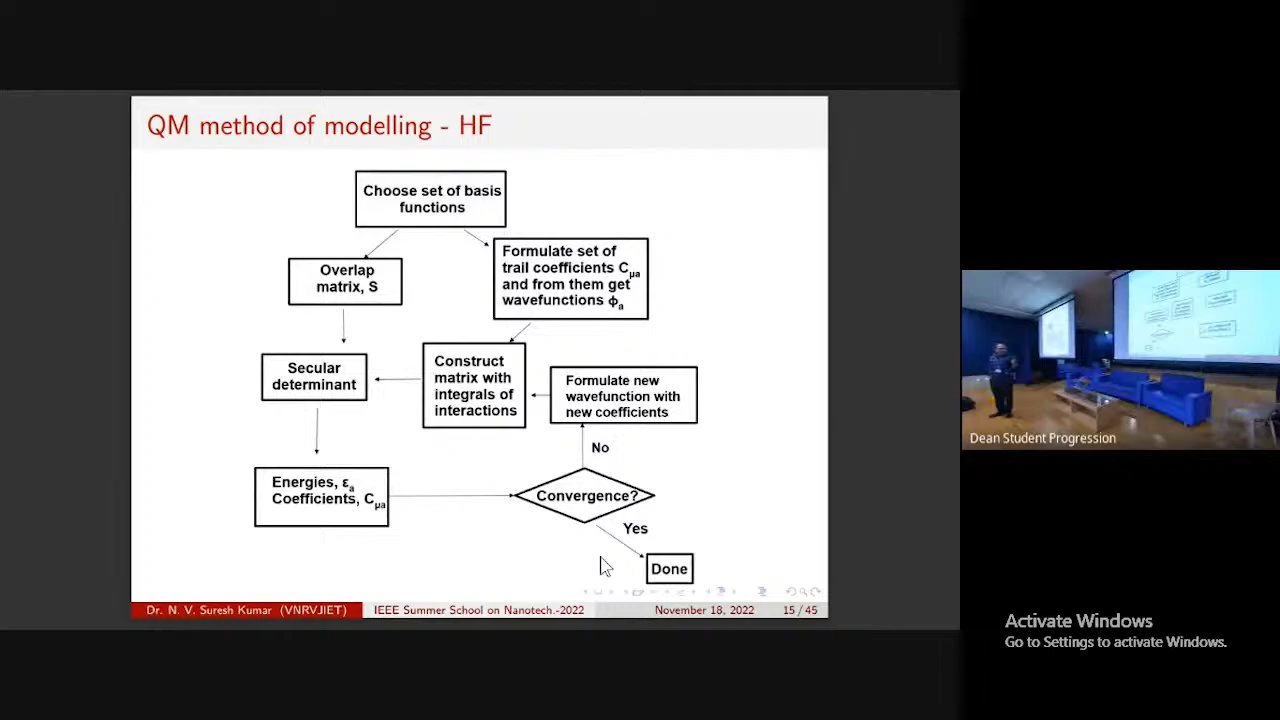 QM method of modelling - HF
Choose set of basis
functions
Overlap
matrix, S
Formulate set of
trail coefficients Cμa
and from them get
wavefunctions ϕa
Secular
determinant
Construct
matrix with
integrals of
interactions
Formulate new
wavefunction with
new coefficients
No
Energies, εa
Coefficients, Cμa
Convergence?
Yes
Done
Dr. N. V. Suresh Kumar (VNRVJIET)
IEEE Summer School on Nanotech.-2022
November 18, 2022
15 / 45
Dean Student Progression
Activate Windows
Go to Settings to activate Windows.